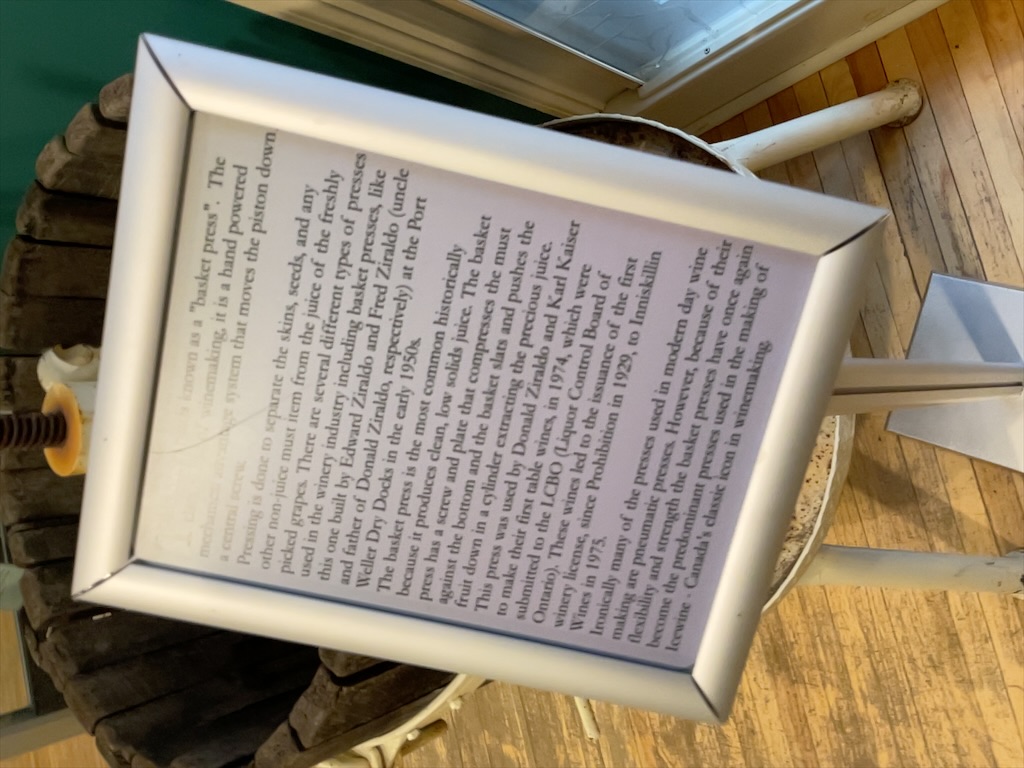 known as a "basket press". The
winemaking, it is a hand powered
system that moves the piston down
a central screw.
Pressing is done to separate the skins, seeds, and any
other non-juice must item from the juice of the freshly
picked grapes. There are several different types of presses
used in the winery industry including basket presses, like
this one built by Edward Ziraldo and Fred Ziraldo (uncle
and father of Donald Ziraldo, respectively) at the Port
Weller Dry Docks in the early 1950s.
The basket press is the most common historically
because it produces clean, low solids juice. The basket
press has a screw and plate that compresses the must
against the bottom and the basket slats and pushes the
fruit down in a cylinder extracting the precious juice.
This press was used by Donald Ziraldo and Karl Kaiser
to make their first table wines, in 1974, which were
submitted to the LCBO (Liquor Control Board of
Ontario). These wines led to the issuance of the first
winery license, since Prohibition in 1929, to Inniskillin
Wines in 1975.
Ironically many of the presses used in modern day wine
making are pneumatic presses. However, because of their
flexibility and strength the basket presses have once again
become the predominant presses used in the making of
Icewine - Canada's classic icon in winemaking.